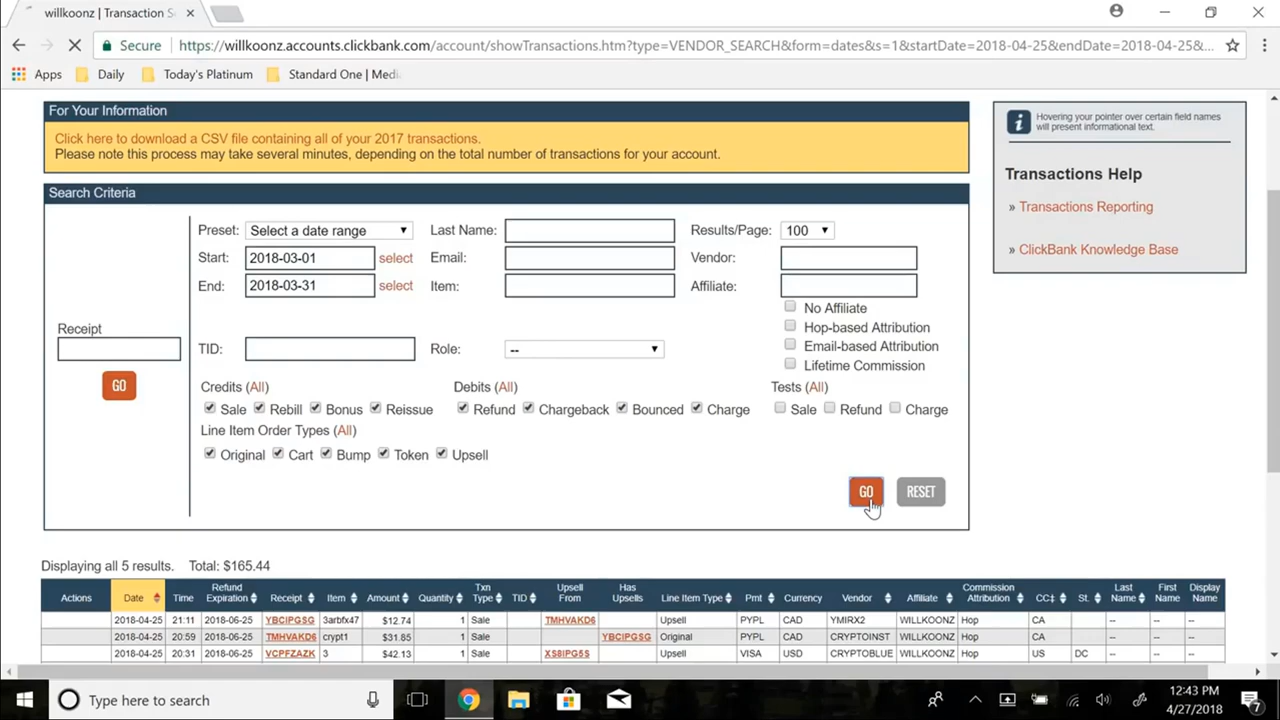 willkoonz | Transaction S
Secure https://willkoonz.accounts.clickbank.com/account/showTransactions.htm?type=VENDOR_SEARCH&form=dates&s=1&startDate=2018-04-25&endDate=2018-04-25&...
Apps Daily Today's Platinum Standard One | Medi
For Your Information
Click here to download a CSV file containing all of your 2017 transactions.
Please note this process may take several minutes, depending on the total number of transactions for your account.
Hovering your pointer over certain field names
will present informational text.
Transactions Help
» Transactions Reporting
» ClickBank Knowledge Base
Search Criteria
Preset: Select a date range Last Name: Results/Page: 100
Start: 2018-03-01 select Email: Vendor:
End: 2018-03-31 select Item: Affiliate:
No Affiliate
Hop-based Attribution
Email-based Attribution
Lifetime Commission
Receipt
GO
TID: Role: --
Credits (All) Debits (All) Tests (All)
Sale Rebill Bonus Reissue Refund Chargeback Bounced Charge Sale Refund Charge
Line Item Order Types (All)
Original Cart Bump Token Upsell
GO RESET
Displaying all 5 results. Total: $165.44
Actions Date Time Refund Expiration Receipt Item Amount Quantity Txn Type TID Upsell From Has Upsells Line Item Type Pmt Currency Vendor Affiliate Commission Attribution CC‡ St. Last Name First Name Display Name
2018-04-25 21:11 2018-06-25 YBCIPGSG 3arbfx47 $12.74 1 Sale TMHVAKD6 Upsell PYPL CAD YMIRX2 WILLKOONZ Hop CA -- -- --
2018-04-25 20:59 2018-06-25 TMHVAKD6 crypt1 $31.85 1 Sale YBCIPGSG Original PYPL CAD CRYPTOINST WILLKOONZ Hop CA -- -- --
2018-04-25 20:31 2018-06-25 VCPFZAZK 3 $42.13 1 Sale XS8IPG5S Upsell VISA USD CRYPTOBLUE WILLKOONZ Hop US DC -- -- --
Type here to search
12:43 PM
4/27/2018
7